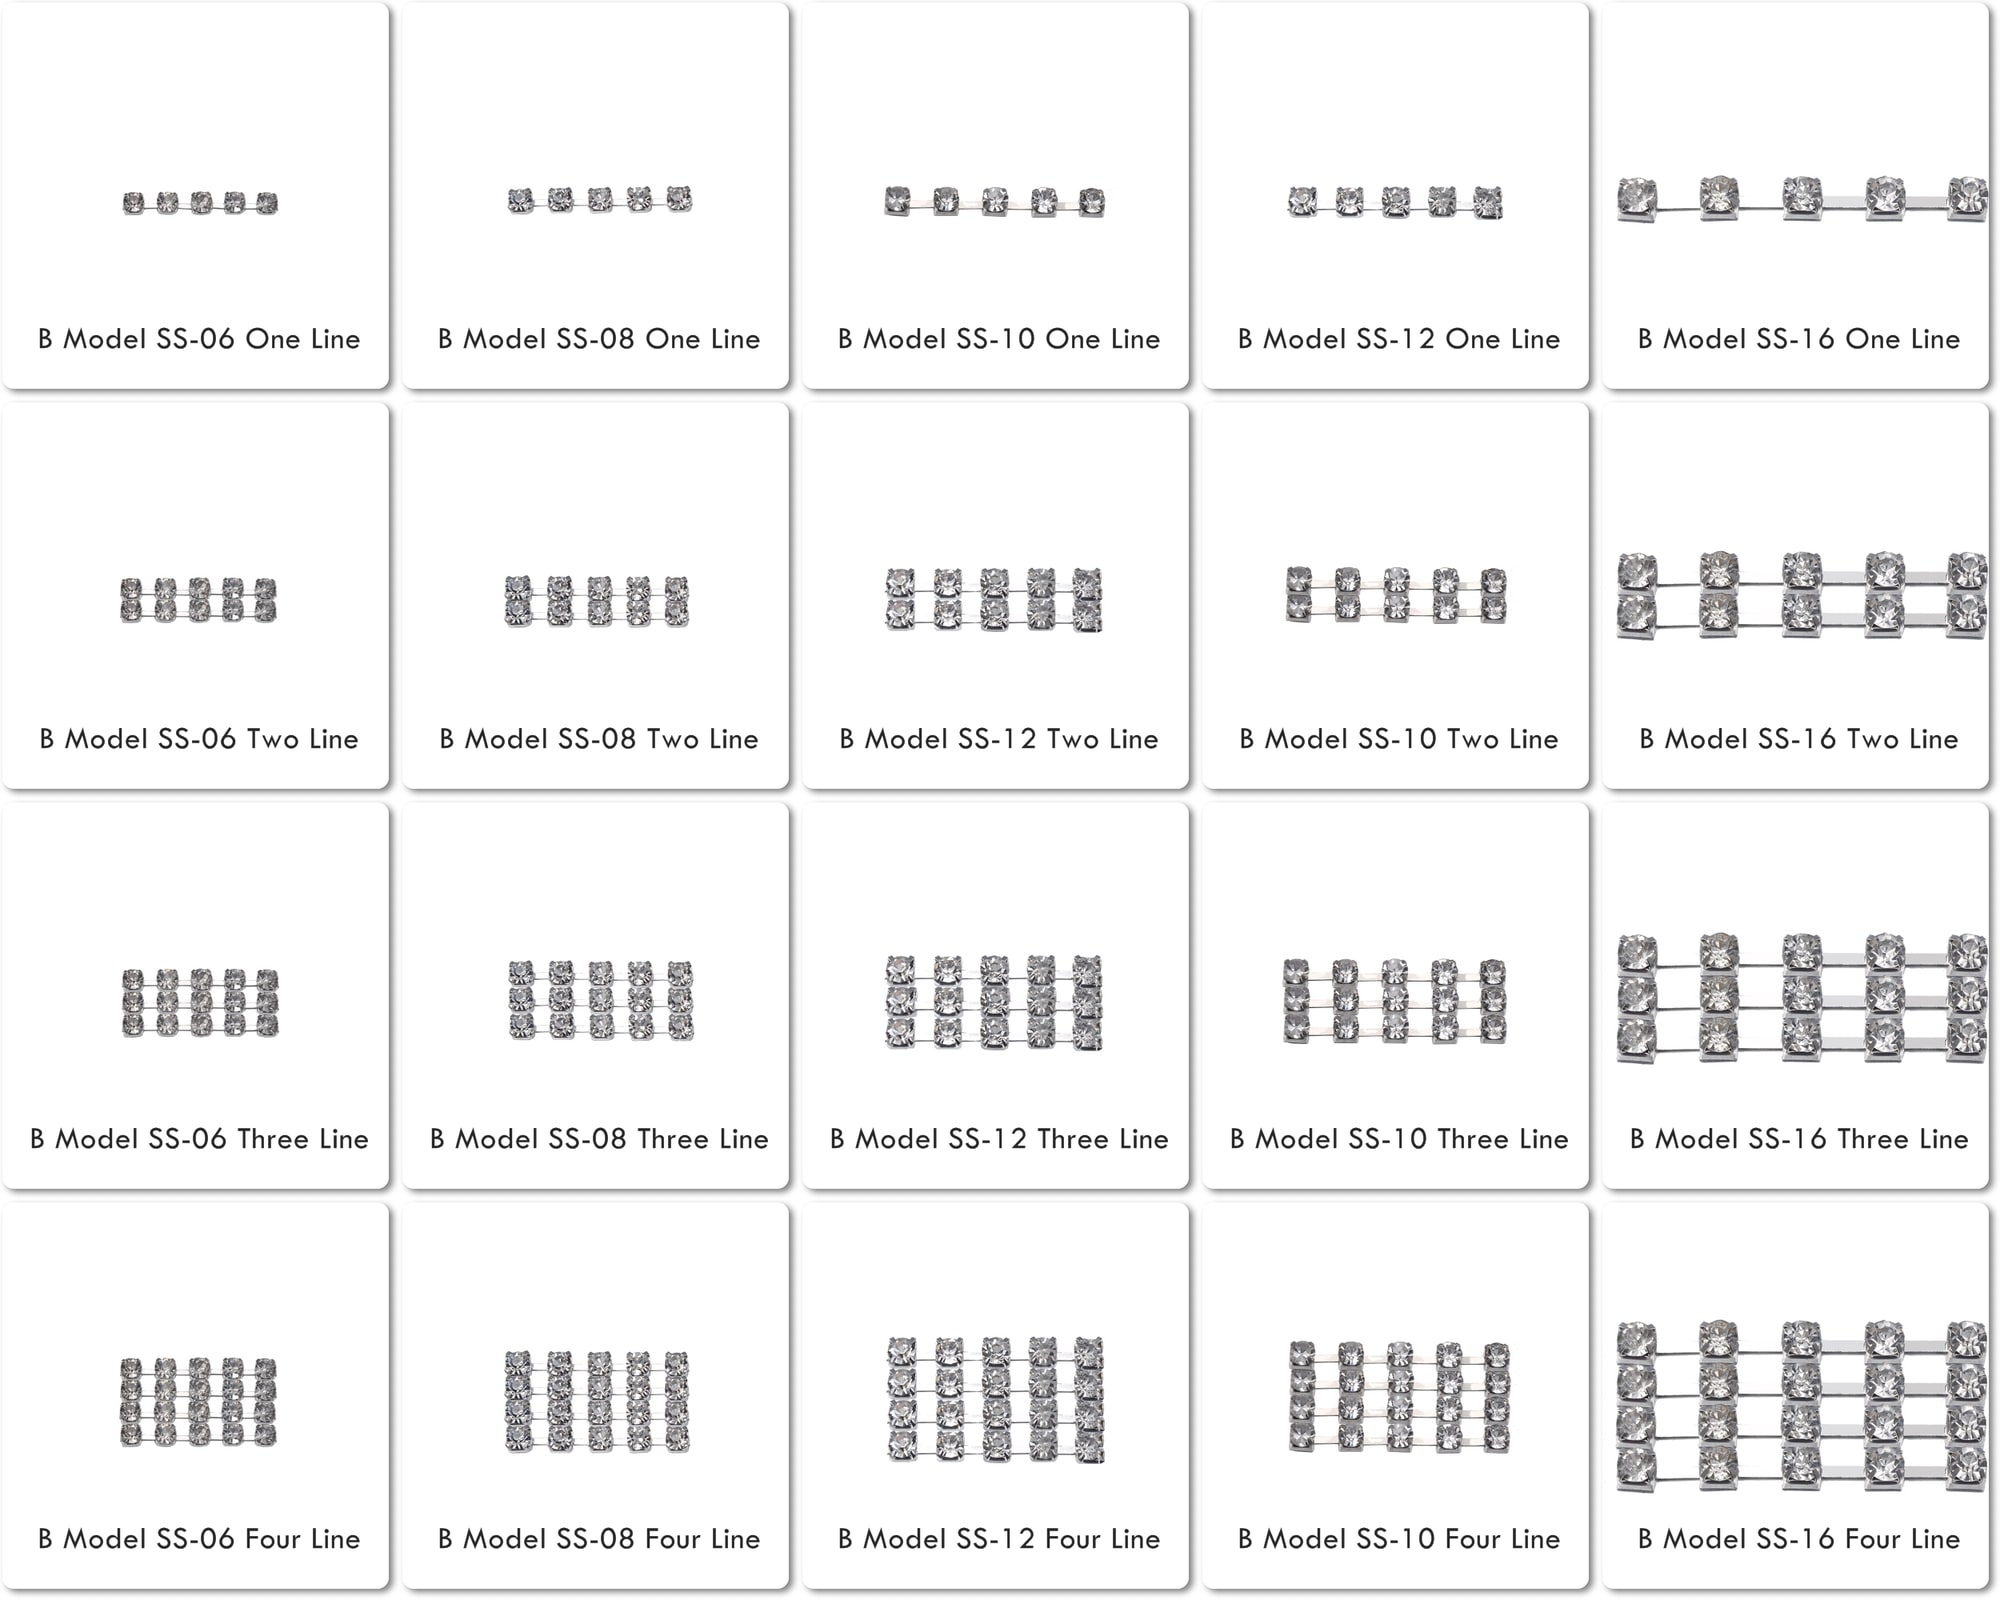 B Model SS-06 One Line
B Model SS-08 One Line
B Model SS-10 One Line
B Model SS-12 One Line
B Model SS-16 One Line
B Model SS-06 Two Line
B Model SS-08 Two Line
B Model SS-12 Two Line
B Model SS-10 Two Line
B Model SS-16 Two Line
B Model SS-06 Three Line
B Model SS-08 Three Line
B Model SS-12 Three Line
B Model SS-10 Three Line
B Model SS-16 Three Line
B Model SS-06 Four Line
B Model SS-08 Four Line
B Model SS-12 Four Line
B Model SS-10 Four Line
B Model SS-16 Four Line